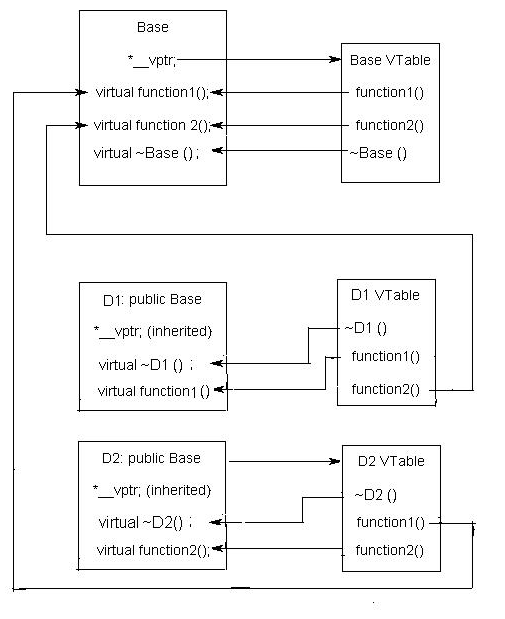 Base
*__vptr;
virtual function1();
virtual function 2();
virtual ~Base () ;
Base VTable
function1()
function2()
~Base ()
D1: public Base
*__vptr; (inherited)
virtual ~D1 () ;
virtual function1()
D1 VTable
~D1 ()
function1()
function2()
D2: public Base
*__vptr; (inherited)
virtual ~D2() ;
virtual function2();
D2 VTable
~D2 ()
function1()
function2()